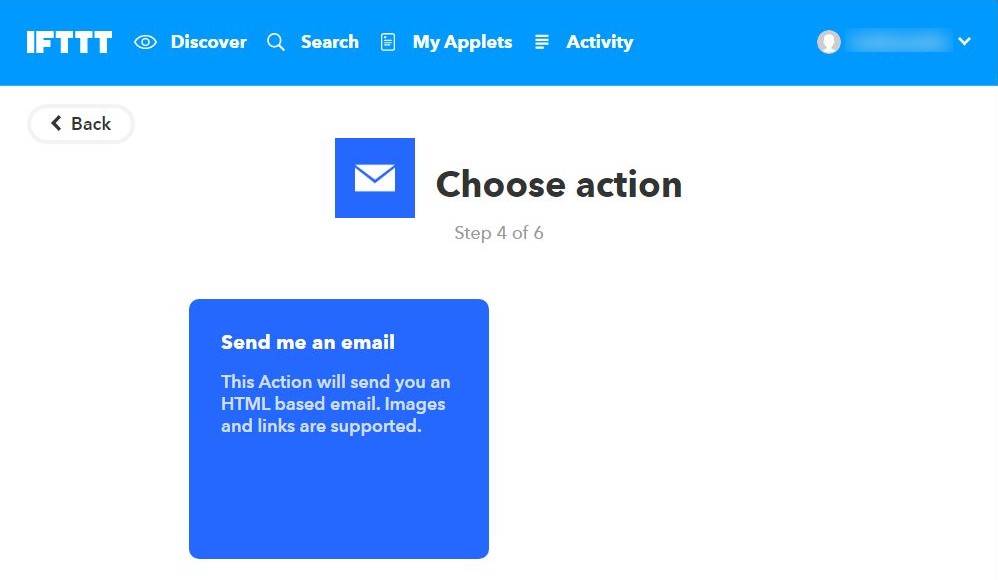 IFTTT Discover Search My Applets Activity
Back
Choose action
Step 4 of 6
Send me an email
This Action will send you an
HTML based email. Images
and links are supported.